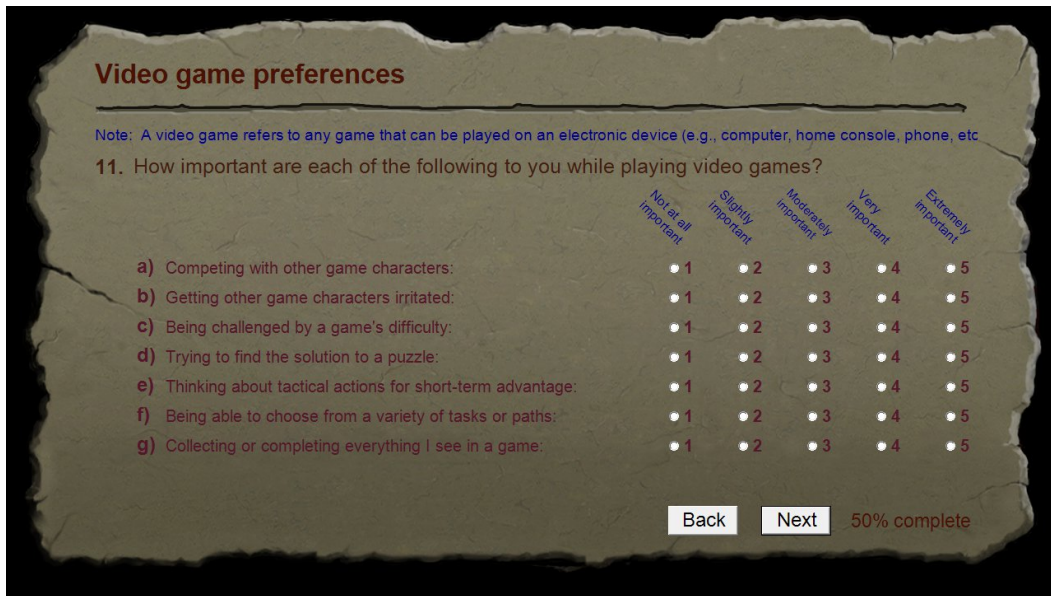 Video game preferences
Note: A video game refers to any game that can be played on an electronic device (e.g., computer, home console, phone, etc
11. How important are each of the following to you while playing video games?
Not at all important
Slightly important
Moderately important
Very important
Extremely important
a) Competing with other game characters: 1 2 3 4 5
b) Getting other game characters irritated: 1 2 3 4 5
c) Being challenged by a game's difficulty: 1 2 3 4 5
d) Trying to find the solution to a puzzle: 1 2 3 4 5
e) Thinking about tactical actions for short-term advantage: 1 2 3 4 5
f) Being able to choose from a variety of tasks or paths: 1 2 3 4 5
g) Collecting or completing everything I see in a game: 1 2 3 4 5
Back Next 50% complete